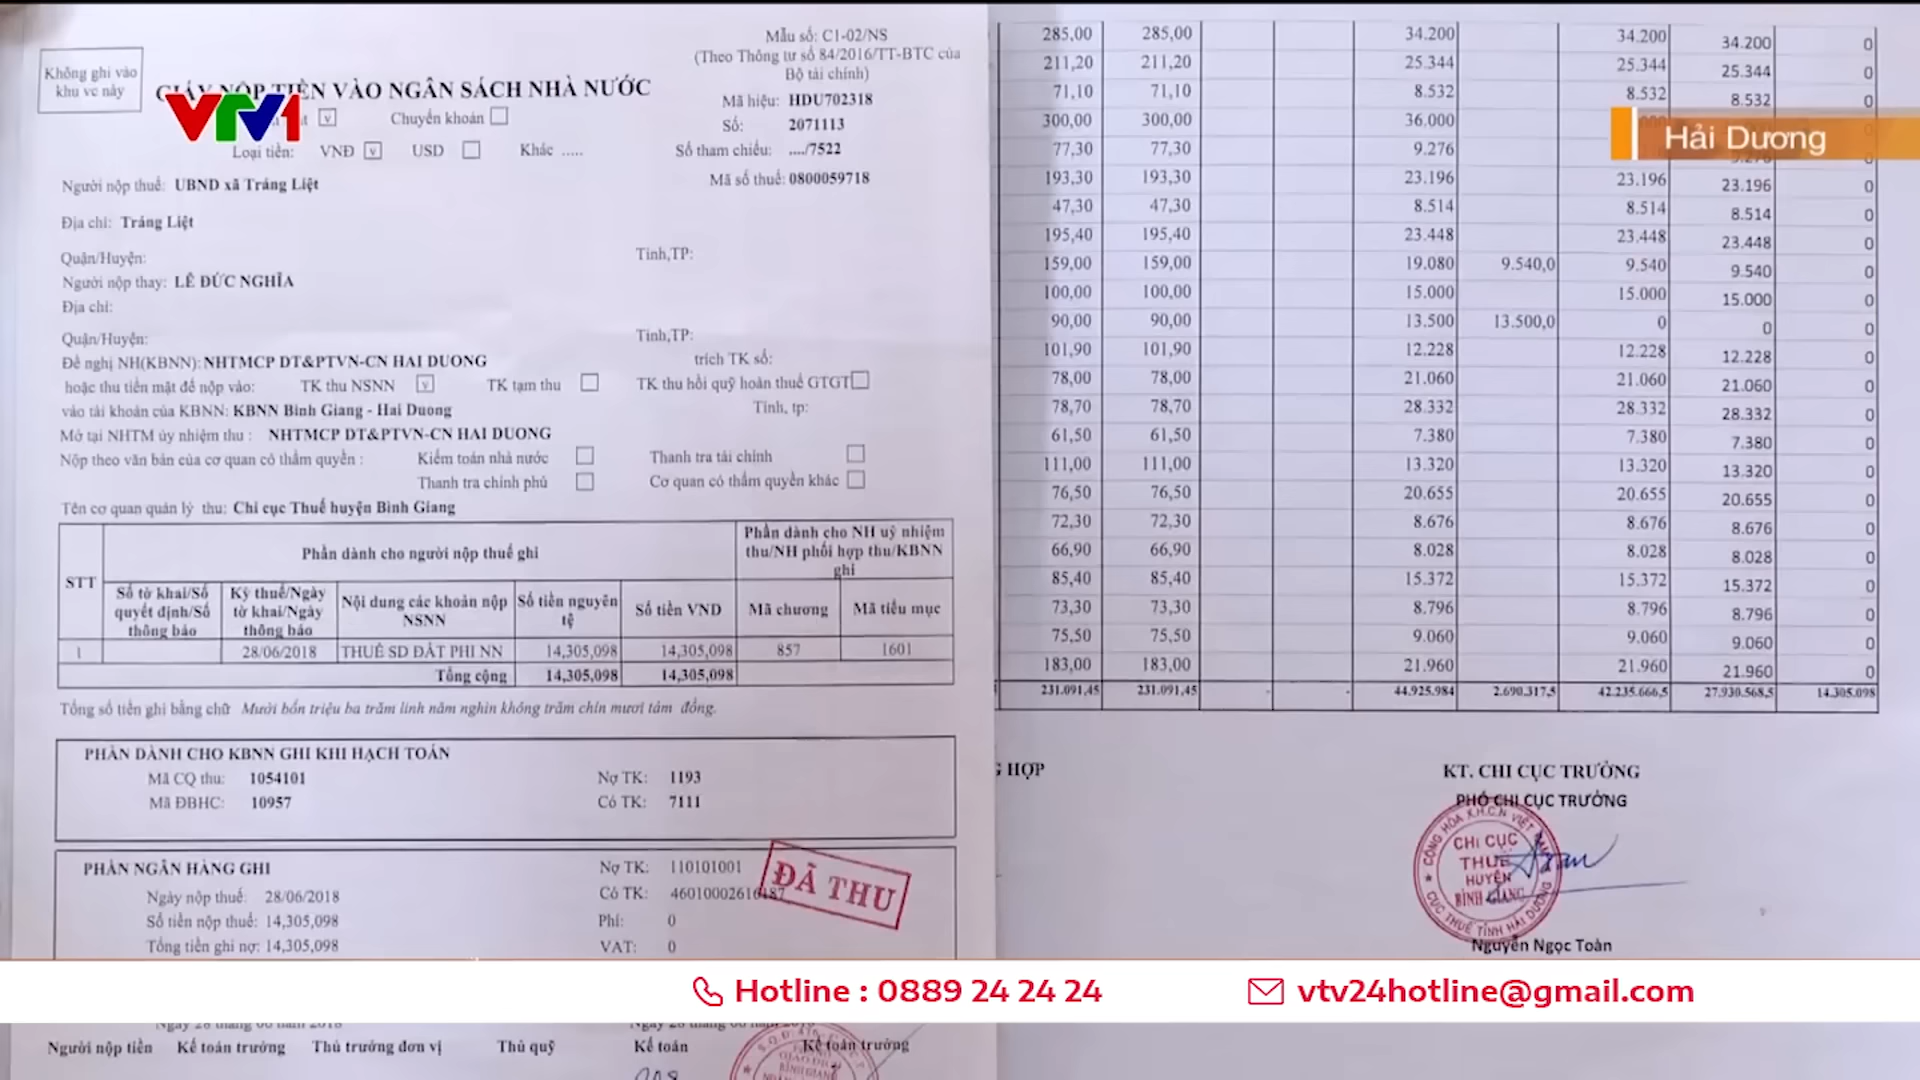 Không ghi vào
khu vc này
GIẤY NỘP TIỀN VÀO NGÂN SÁCH NHÀ NƯỚC
Mẫu số: C1-02/NS
(Theo Thông tư số 84/2016/TT-BTC của
Bộ tài chính)
Mã hiệu: HDU702318
Số: 2071113
Số tham chiếu: ..../7522
Mã số thuế: 0800059718
VTV1
v Chuyển khoản
Loại tiền: VNĐ v USD Khác .....
Người nộp thuế: UBND xã Tráng Liệt
Địa chỉ: Tráng Liệt
Quận/Huyện: Tỉnh,TP:
Người nộp thay: LÊ ĐỨC NGHĨA
Địa chỉ:
Quận/Huyện: Tỉnh,TP:
Đề nghị NH(KBNN): NHTMCP DT&PTVN-CN HAI DUONG trích TK số:
hoặc thu tiền mặt để nộp vào: TK thu NSNN v TK tạm thu TK thu hồi quỹ hoàn thuế GTGT
vào tài khoản của KBNN: KBNN Bình Giang - Hai Duong Tỉnh, tp:
Mở tại NHTM ủy nhiệm thu : NHTMCP DT&PTVN-CN HAI DUONG
Nộp theo văn bản của cơ quan có thẩm quyền : Kiểm toán nhà nước Thanh tra tài chính
Thanh tra chính phủ Cơ quan có thẩm quyền khác
Tên cơ quan quản lý thu: Chi cục Thuế huyện Bình Giang
STT
Phần dành cho người nộp thuế ghi
Phần dành cho NH uỷ nhiệm
thu/NH phối hợp thu/KBNN
ghi
Số tờ khai/Số
quyết định/Số
thông báo
Kỳ thuế/Ngày
tờ khai/Ngày
thông báo
Nội dung các khoản nộp
NSNN
Số tiền nguyên
tệ
Số tiền VND
Mã chương
Mã tiểu mục
1 28/06/2018 THUẾ SD ĐẤT PHI NN 14,305,098 14,305,098 857 1601
Tổng cộng 14,305,098 14,305,098
Tổng số tiền ghi bằng chữ Mười bốn triệu ba trăm linh năm nghìn không trăm chín mươi tám đồng.
PHẦN DÀNH CHO KBNN GHI KHI HẠCH TOÁN
Mã CQ thu: 1054101 Nợ TK: 1193
Mã ĐBHC: 10957 Có TK: 7111
PHẦN NGÂN HÀNG GHI Nợ TK: 110101001
Ngày nộp thuế: 28/06/2018 Có TK: 46010002616187
Số tiền nộp thuế: 14,305,098 Phí: 0
Tổng tiền ghi nợ: 14,305,098 VAT: 0
ĐÃ THU
Ngày 28 tháng 06 năm 2018 Ngày 28 tháng 06 năm 2018
Người nộp tiền Kế toán trưởng Thủ trưởng đơn vị Thủ quỹ Kế toán Kế toán trưởng
285,00 285,00 34.200 34.200 34.200 0
211,20 211,20 25.344 25.344 25.344 0
71,10 71,10 8.532 8.532 8.532 0
300,00 300,00 36.000
77,30 77,30 9.276
193,30 193,30 23.196 23.196 23.196 0
47,30 47,30 8.514 8.514 8.514 0
195,40 195,40 23.448 23.448 23.448 0
159,00 159,00 19.080 9.540,0 9.540 9.540 0
100,00 100,00 15.000 15.000 15.000 0
90,00 90,00 13.500 13.500,0 0 0 0
101,90 101,90 12.228 12.228 12.228 0
78,00 78,00 21.060 21.060 21.060 0
78,70 78,70 28.332 28.332 28.332 0
61,50 61,50 7.380 7.380 7.380 0
111,00 111,00 13.320 13.320 13.320 0
76,50 76,50 20.655 20.655 20.655 0
72,30 72,30 8.676 8.676 8.676 0
66,90 66,90 8.028 8.028 8.028 0
85,40 85,40 15.372 15.372 15.372 0
73,30 73,30 8.796 8.796 8.796 0
75,50 75,50 9.060 9.060 9.060 0
183,00 183,00 21.960 21.960 21.960 0
231.091,45 231.091,45 - - 44.925.984 2.690.317,5 42.235.666,5 27.930.568,5 14.305.098
Hải Dương
HỢP
KT. CHI CỤC TRƯỞNG
PHÓ CHI CỤC TRƯỞNG
CỘNG HÒA X.H.C.N VIỆT NAM
CHI CỤC
THUẾ
HUYỆN
BÌNH GIANG
CỤC THUẾ TỈNH HẢI DƯƠNG
Nguyễn Ngọc Toàn
Hotline : 0889 24 24 24
vtv24hotline@gmail.com